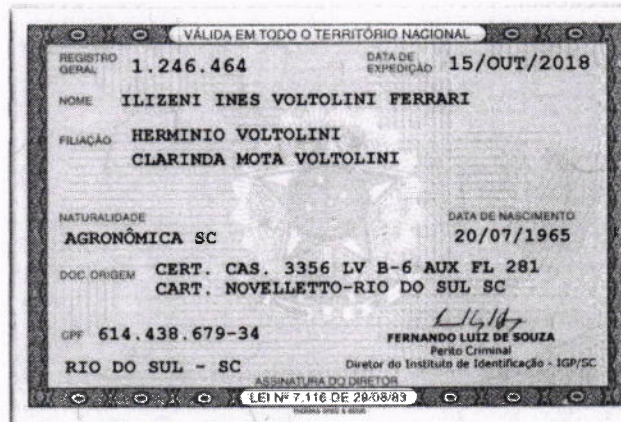 VÁLIDA EM TODO O TERRITÓRIO NACIONAL
REGISTRO GERAL 1.246.464 DATA DE EXPEDIÇÃO 15/OUT/2018
NOME ILIZENI INES VOLTOLINI FERRARI
FILIAÇÃO HERMINIO VOLTOLINI
CLARINDA MOTA VOLTOLINI
NATURALIDADE DATA DE NASCIMENTO
AGRONÔMICA SC 20/07/1965
DOC. ORIGEM CERT. CAS. 3356 LV B-6 AUX FL 281
CART. NOVELLETTO-RIO DO SUL SC
CPF 614.438.679-34
FERNANDO LUIZ DE SOUZA
Perito Criminal
RIO DO SUL - SC Diretor do Instituto de Identificação - IGP/SC
ASSINATURA DO DIRETOR
LEI Nº 7.116 DE 29/08/83